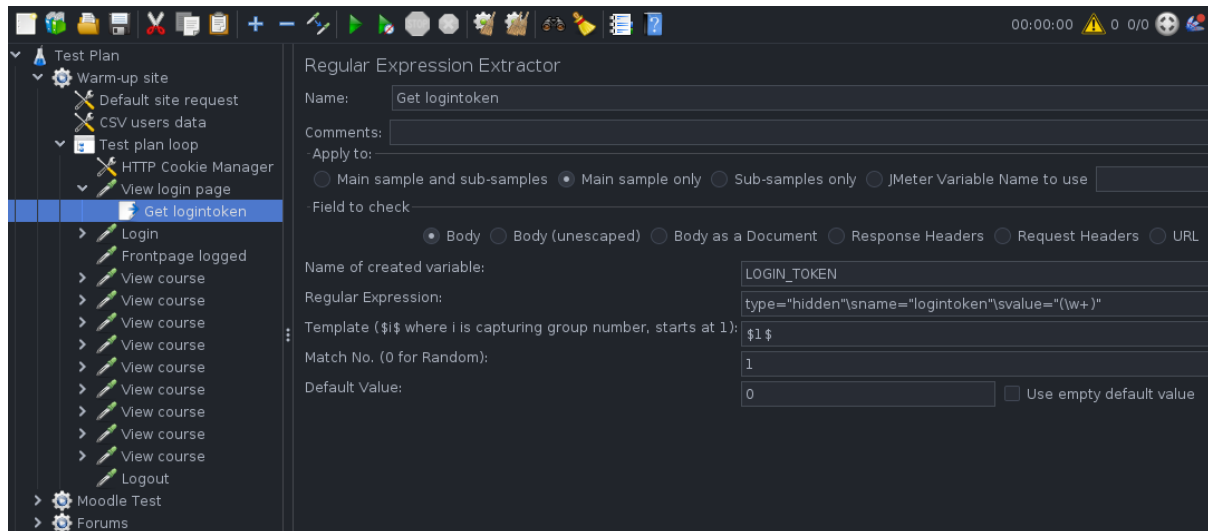 00:00:00 0 0/0
Test Plan
Warm-up site
Default site request
CSV users data
Test plan loop
HTTP Cookie Manager
View login page
Get logintoken
Login
Frontpage logged
View course
View course
View course
View course
View course
View course
View course
View course
View course
Logout
Moodle Test
Forums
Regular Expression Extractor
Name: Get logintoken
Comments:
Apply to:
Main sample and sub-samples Main sample only Sub-samples only JMeter Variable Name to use
Field to check
Body Body (unescaped) Body as a Document Response Headers Request Headers URL
Name of created variable: LOGIN_TOKEN
Regular Expression: type="hidden"\sname="logintoken"\svalue="(\w+)"
Template ($i$ where i is capturing group number, starts at 1): $1$
Match No. (0 for Random): 1
Default Value: 0 Use empty default value